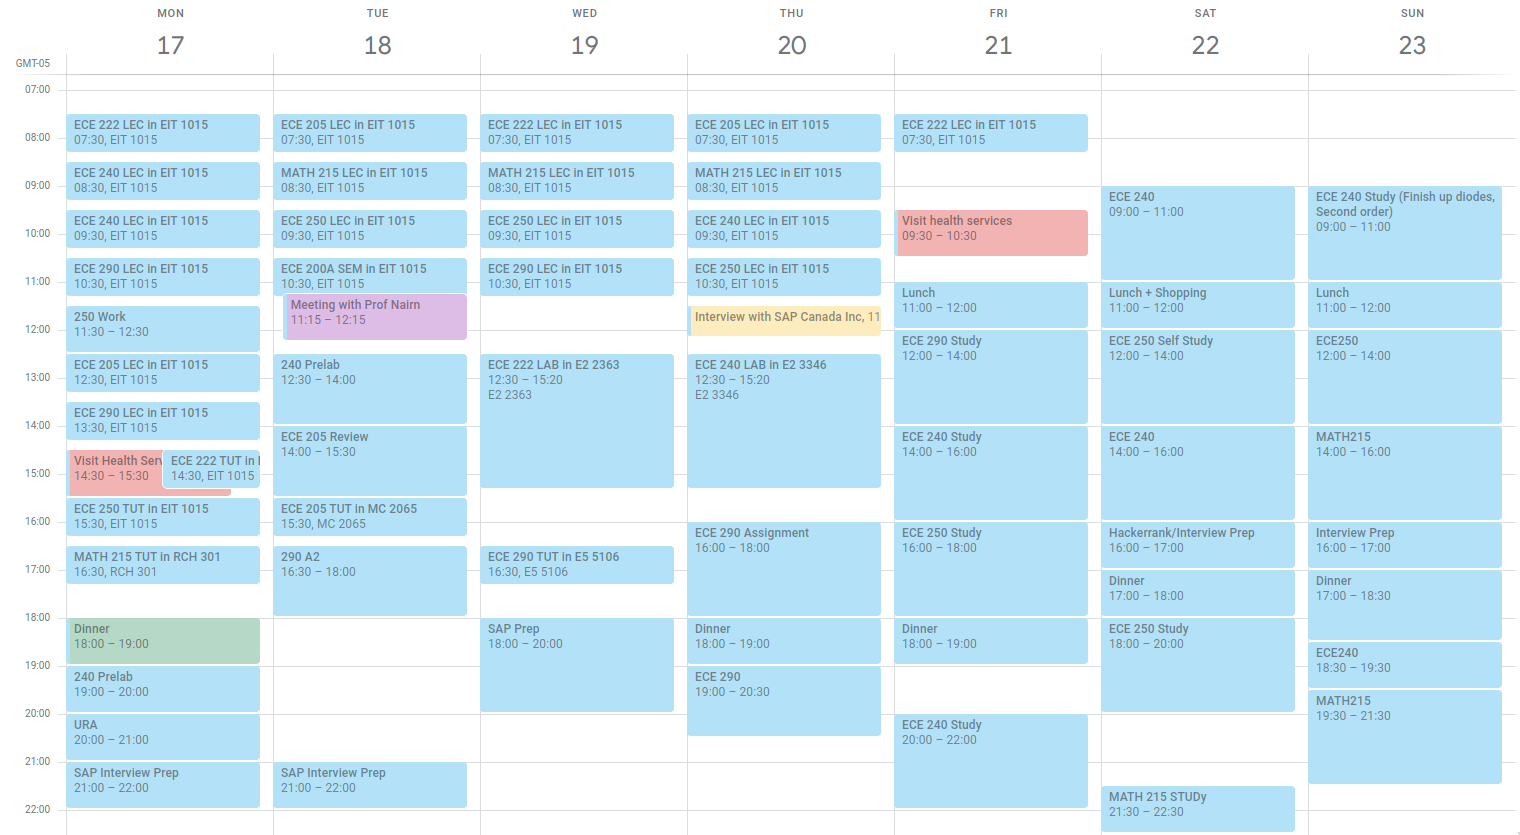 MON
TUE
WED
THU
FRI
SAT
SUN
17
18
19
20
21
22
23
GMT-05
07:00
08:00
09:00
10:00
11:00
12:00
13:00
14:00
15:00
16:00
17:00
18:00
19:00
20:00
21:00
22:00
ECE 222 LEC in EIT 1015
07:30, EIT 1015
ECE 240 LEC in EIT 1015
08:30, EIT 1015
ECE 240 LEC in EIT 1015
09:30, EIT 1015
ECE 290 LEC in EIT 1015
10:30, EIT 1015
250 Work
11:30 – 12:30
ECE 205 LEC in EIT 1015
12:30, EIT 1015
ECE 290 LEC in EIT 1015
13:30, EIT 1015
Visit Health Serv
14:30 – 15:30
ECE 222 TUT in
14:30, EIT 1015
ECE 250 TUT in EIT 1015
15:30, EIT 1015
MATH 215 TUT in RCH 301
16:30, RCH 301
Dinner
18:00 – 19:00
240 Prelab
19:00 – 20:00
URA
20:00 – 21:00
SAP Interview Prep
21:00 – 22:00
ECE 205 LEC in EIT 1015
07:30, EIT 1015
MATH 215 LEC in EIT 1015
08:30, EIT 1015
ECE 250 LEC in EIT 1015
09:30, EIT 1015
ECE 200A SEM in EIT 1015
10:30, EIT 1015
Meeting with Prof Nairn
11:15 – 12:15
240 Prelab
12:30 – 14:00
ECE 205 Review
14:00 – 15:30
ECE 205 TUT in MC 2065
15:30, MC 2065
290 A2
16:30 – 18:00
SAP Interview Prep
21:00 – 22:00
ECE 222 LEC in EIT 1015
07:30, EIT 1015
MATH 215 LEC in EIT 1015
08:30, EIT 1015
ECE 250 LEC in EIT 1015
09:30, EIT 1015
ECE 290 LEC in EIT 1015
10:30, EIT 1015
ECE 222 LAB in E2 2363
12:30 – 15:20
E2 2363
ECE 290 TUT in E5 5106
16:30, E5 5106
SAP Prep
18:00 – 20:00
ECE 205 LEC in EIT 1015
07:30, EIT 1015
MATH 215 LEC in EIT 1015
08:30, EIT 1015
ECE 240 LEC in EIT 1015
09:30, EIT 1015
ECE 250 LEC in EIT 1015
10:30, EIT 1015
Interview with SAP Canada Inc, 11
ECE 240 LAB in E2 3346
12:30 – 15:20
E2 3346
ECE 290 Assignment
16:00 – 18:00
Dinner
18:00 – 19:00
ECE 290
19:00 – 20:30
ECE 222 LEC in EIT 1015
07:30, EIT 1015
Visit health services
09:30 – 10:30
Lunch
11:00 – 12:00
ECE 290 Study
12:00 – 14:00
ECE 240 Study
14:00 – 16:00
ECE 250 Study
16:00 – 18:00
Dinner
18:00 – 19:00
ECE 240 Study
20:00 – 22:00
ECE 240
09:00 – 11:00
Lunch + Shopping
11:00 – 12:00
ECE 250 Self Study
12:00 – 14:00
ECE 240
14:00 – 16:00
Hackerrank/Interview Prep
16:00 – 17:00
Dinner
17:00 – 18:00
ECE 250 Study
18:00 – 20:00
MATH 215 STUDy
21:30 – 22:30
ECE 240 Study (Finish up diodes,
Second order)
09:00 – 11:00
Lunch
11:00 – 12:00
ECE250
12:00 – 14:00
MATH215
14:00 – 16:00
Interview Prep
16:00 – 17:00
Dinner
17:00 – 18:30
ECE240
18:30 – 19:30
MATH215
19:30 – 21:30